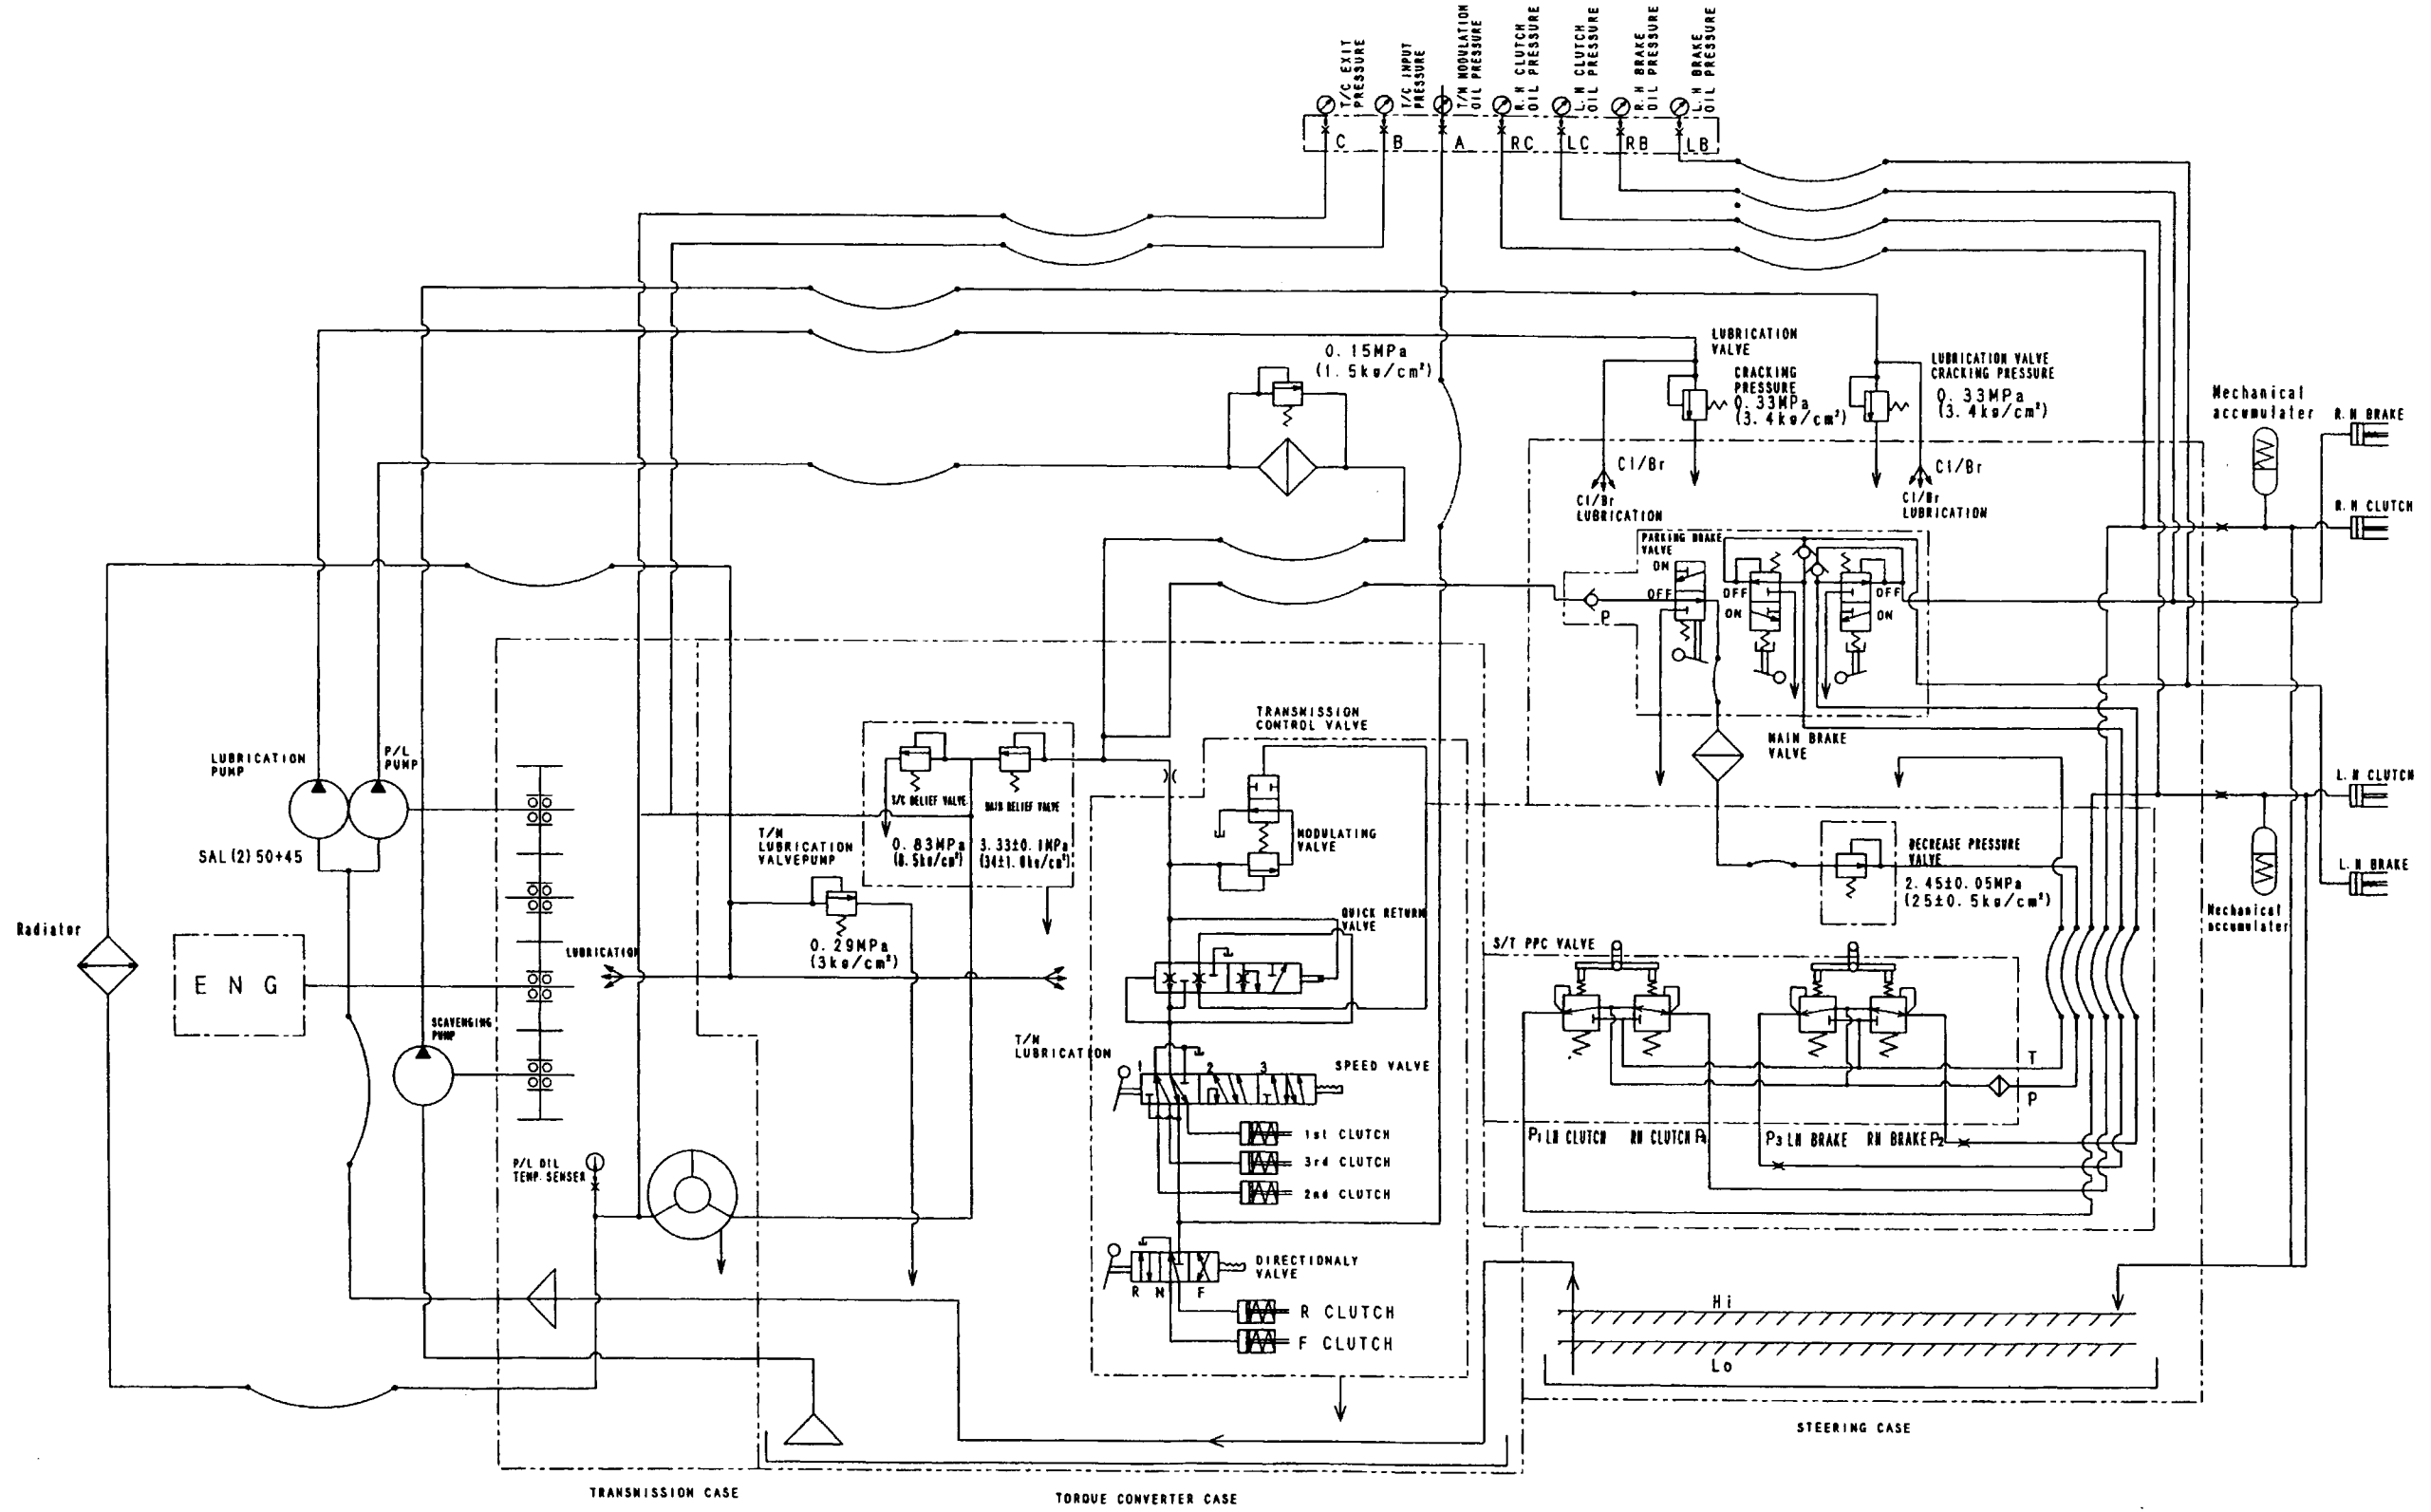 T/C EXIT
PRESSURE
T/C INPUT
PRESSURE
T/M MODULATION
OIL PRESSURE
R.H CLUTCH
OIL PRESSURE
L.H CLUTCH
OIL PRESSURE
R.H BRAKE
OIL PRESSURE
L.H BRAKE
OIL PRESSURE
C
B
A
RC
LC
RB
LB
LUBRICATION
VALVE
CRACKING
PRESSURE
0.33MPa
(3.4kg/cm²)
LUBRICATION VALVE
CRACKING PRESSURE
0.33MPa
(3.4kg/cm²)
0.15MPa
(1.5kg/cm²)
Mechanical
accumulater
R.H BRAKE
Cl/Br
Cl/Br
LUBRICATION
Cl/Br
Cl/Br
LUBRICATION
R.H CLUTCH
PARKING BRAKE
VALVE
ON
OFF
P
OFF
ON
OFF
ON
TRANSMISSION
CONTROL VALVE
MAIN BRAKE
VALVE
LUBRICATION
PUMP
P/L
PUMP
L.H CLUTCH
T/C RELIEF VALVE
MAIN RELIEF VALVE
0.83MPa
(8.5kg/cm²)
3.33±0.1MPa
(34±1.0kg/cm²)
T/M
LUBRICATION
VALVEPUMP
MODULATING
VALVE
DECREASE PRESSURE
VALVE
2.45±0.05MPa
(25±0.5kg/cm²)
SAL(2)50+45
L.H BRAKE
Mechanical
accumulater
QUICK RETURN
VALVE
Radiator
ENG
LUBRICATION
0.29MPa
(3kg/cm²)
S/T PPC VALVE
SCAVENGING
PUMP
T/M
LUBRICATION
1
2
3
SPEED VALVE
T
P
1st CLUTCH
3rd CLUTCH
2nd CLUTCH
P1 LH CLUTCH
RH CLUTCH P4
P3 LH BRAKE
RH BRAKE P2
P/L OIL
TEMP.SENSER
DIRECTIONALY
VALVE
R
N
F
R CLUTCH
F CLUTCH
Hi
Lo
STEERING CASE
TRANSMISSION CASE
TORQUE CONVERTER CASE